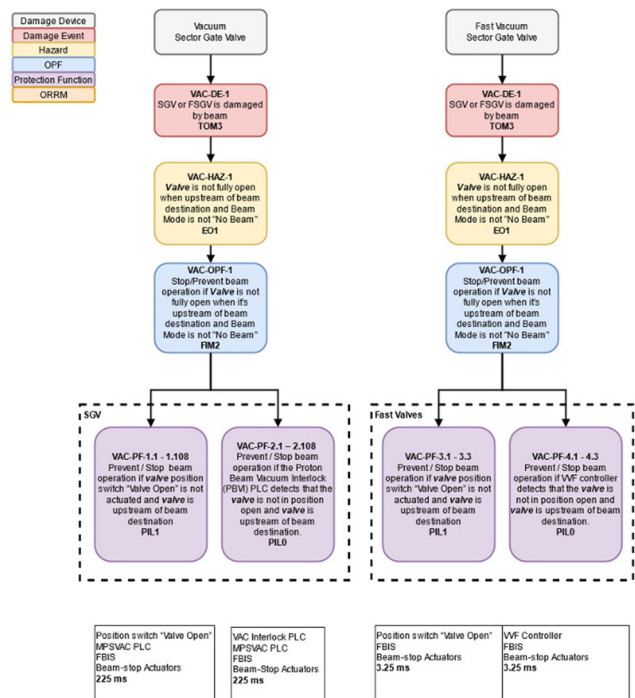 Damage Device
Damage Event
Hazard
OPF
Protection Function
ORRM
Vacuum
Sector Gate Valve
VAC-DE-1
SGV or FSGV is damaged
by beam
TOM3
VAC-HAZ-1
Valve is not fully open
when upstream of beam
destination and Beam
Mode is not "No Beam"
EO1
VAC-OPF-1
Stop/Prevent beam
operation if Valve is not
fully open when it's
upstream of beam
destination and Beam
Mode is not "No Beam"
FIM2
Fast Vacuum
Sector Gate Valve
VAC-DE-1
SGV or FSGV is damaged
by beam
TOM3
VAC-HAZ-1
Valve is not fully open
when upstream of beam
destination and Beam
Mode is not "No Beam"
EO1
VAC-OPF-1
Stop/Prevent beam
operation if Valve is not
fully open when it's
upstream of beam
destination and Beam
Mode is not "No Beam"
FIM2
SGV
VAC-PF-1.1 - 1.108
Prevent / Stop beam
operation if valve position
switch "Valve Open" is not
actuated and valve is
upstream of beam
destination
PIL1
VAC-PF-2.1 – 2.108
Prevent / Stop beam
operation if the Proton
Beam Vacuum Interlock
(PBVI) PLC detects that the
valve is not in position
open and valve is
upstream of beam
destination.
PIL0
Fast Valves
VAC-PF-3.1 - 3.3
Prevent / Stop beam
operation if valve position
switch "Valve Open" is not
actuated and valve is
upstream of beam
destination
PIL1
VAC-PF-4.1 - 4.3
Prevent / Stop beam
operation if VVF controller
detects that the valve is
not in position open and
valve is upstream of beam
destination.
PIL0
Position switch "Valve Open"
MPSVAC PLC
FBIS
Beam-stop Actuators
225 ms
VAC Interlock PLC
MPSVAC PLC
FBIS
Beam-Stop Actuators
225 ms
Position switch "Valve Open"
FBIS
Beam-stop Actuators
3.25 ms
VVF Controller
FBIS
Beam-stop Actuators
3.25 ms